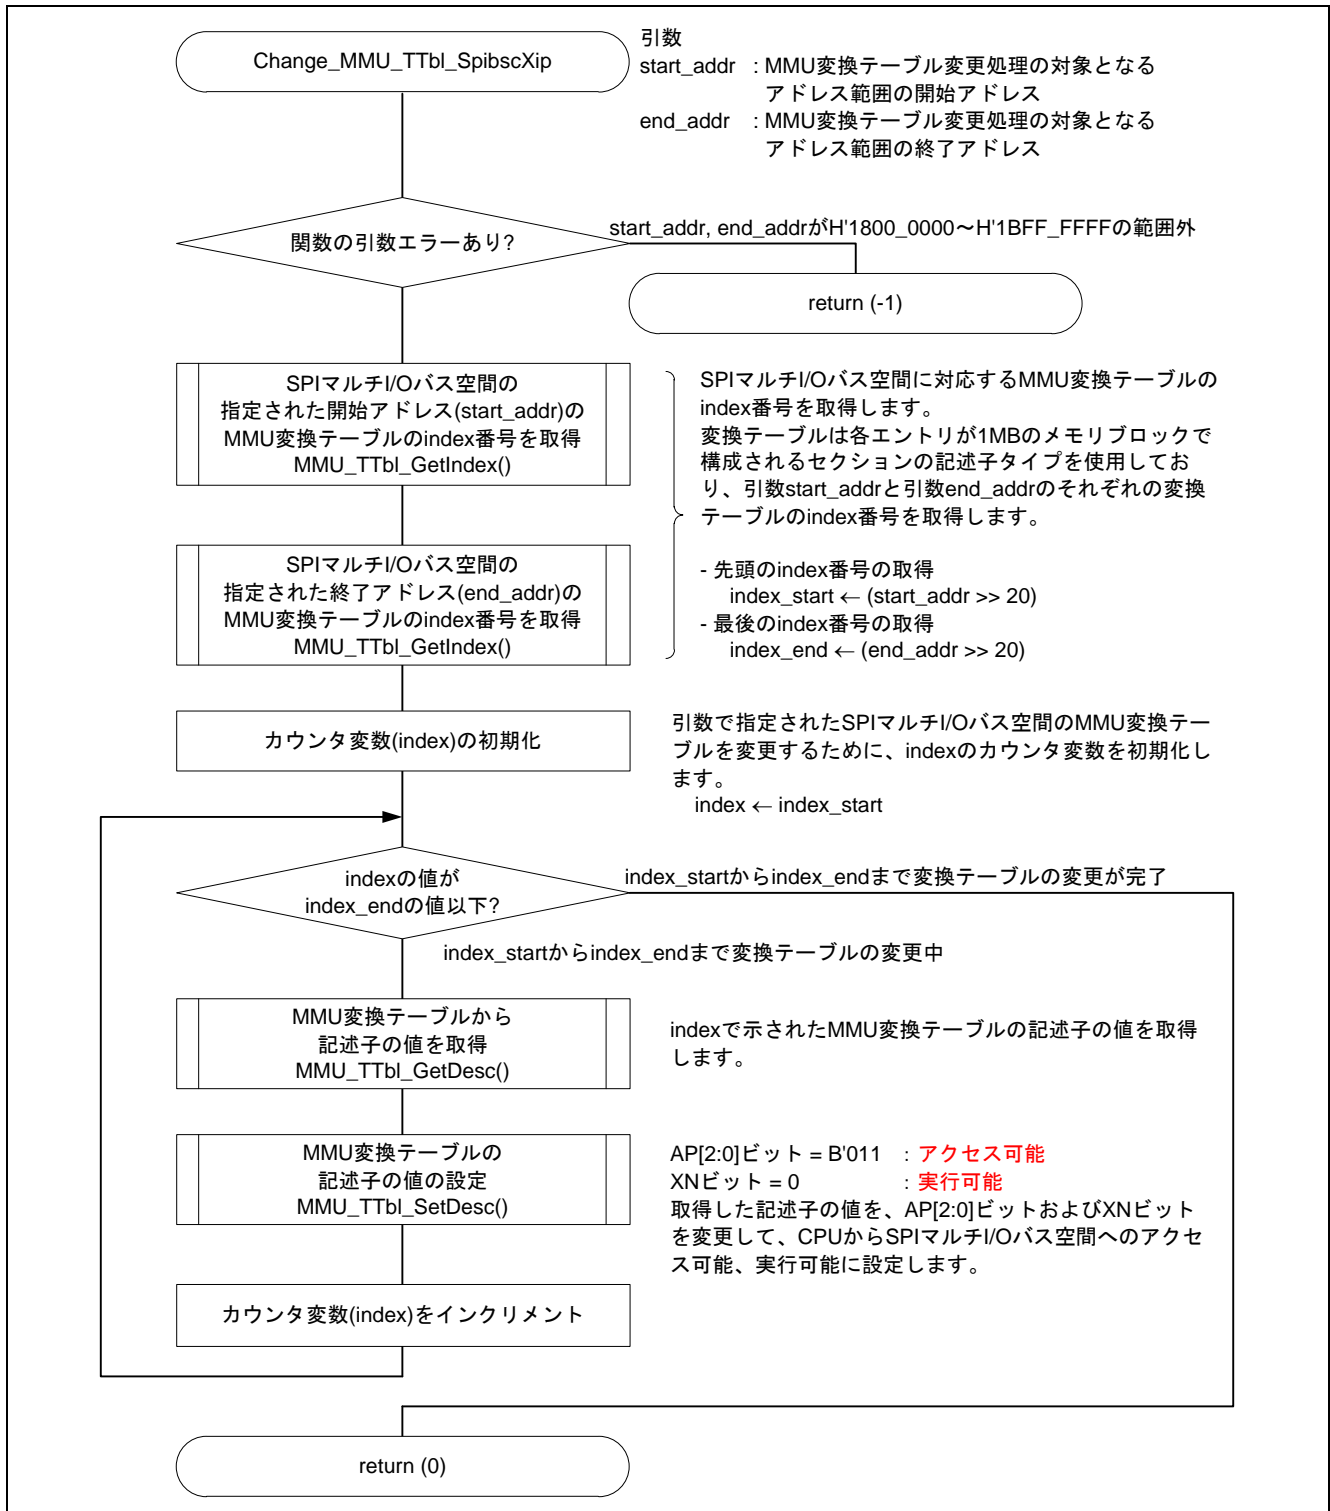 Change_MMU_TTbl_SpibscXip
引数
start_addr : MMU変換テーブル変更処理の対象となる
アドレス範囲の開始アドレス
end_addr : MMU変換テーブル変更処理の対象となる
アドレス範囲の終了アドレス
関数の引数エラーあり?
start_addr, end_addrがH'1800_0000～H'1BFF_FFFFの範囲外
return (-1)
SPIマルチI/Oバス空間の
指定された開始アドレス(start_addr)の
MMU変換テーブルのindex番号を取得
MMU_TTbl_GetIndex()
SPIマルチI/Oバス空間の
指定された終了アドレス(end_addr)の
MMU変換テーブルのindex番号を取得
MMU_TTbl_GetIndex()
SPIマルチI/Oバス空間に対応するMMU変換テーブルの
index番号を取得します。
変換テーブルは各エントリが1MBのメモリブロックで
構成されるセクションの記述子タイプを使用してお
り、引数start_addrと引数end_addrのそれぞれの変換
テーブルのindex番号を取得します。
- 先頭のindex番号の取得
index_start ← (start_addr >> 20)
- 最後のindex番号の取得
index_end ← (end_addr >> 20)
カウンタ変数(index)の初期化
引数で指定されたSPIマルチI/Oバス空間のMMU変換テー
ブルを変更するために、indexのカウンタ変数を初期化し
ます。
index ← index_start
indexの値が
index_endの値以下?
index_startからindex_endまで変換テーブルの変更が完了
index_startからindex_endまで変換テーブルの変更中
MMU変換テーブルから
記述子の値を取得
MMU_TTbl_GetDesc()
indexで示されたMMU変換テーブルの記述子の値を取得
します。
MMU変換テーブルの
記述子の値の設定
MMU_TTbl_SetDesc()
AP[2:0]ビット = B'011 : アクセス可能
XNビット = 0 : 実行可能
取得した記述子の値を、AP[2:0]ビットおよびXNビット
を変更して、CPUからSPIマルチI/Oバス空間へのアクセ
ス可能、実行可能に設定します。
カウンタ変数(index)をインクリメント
return (0)